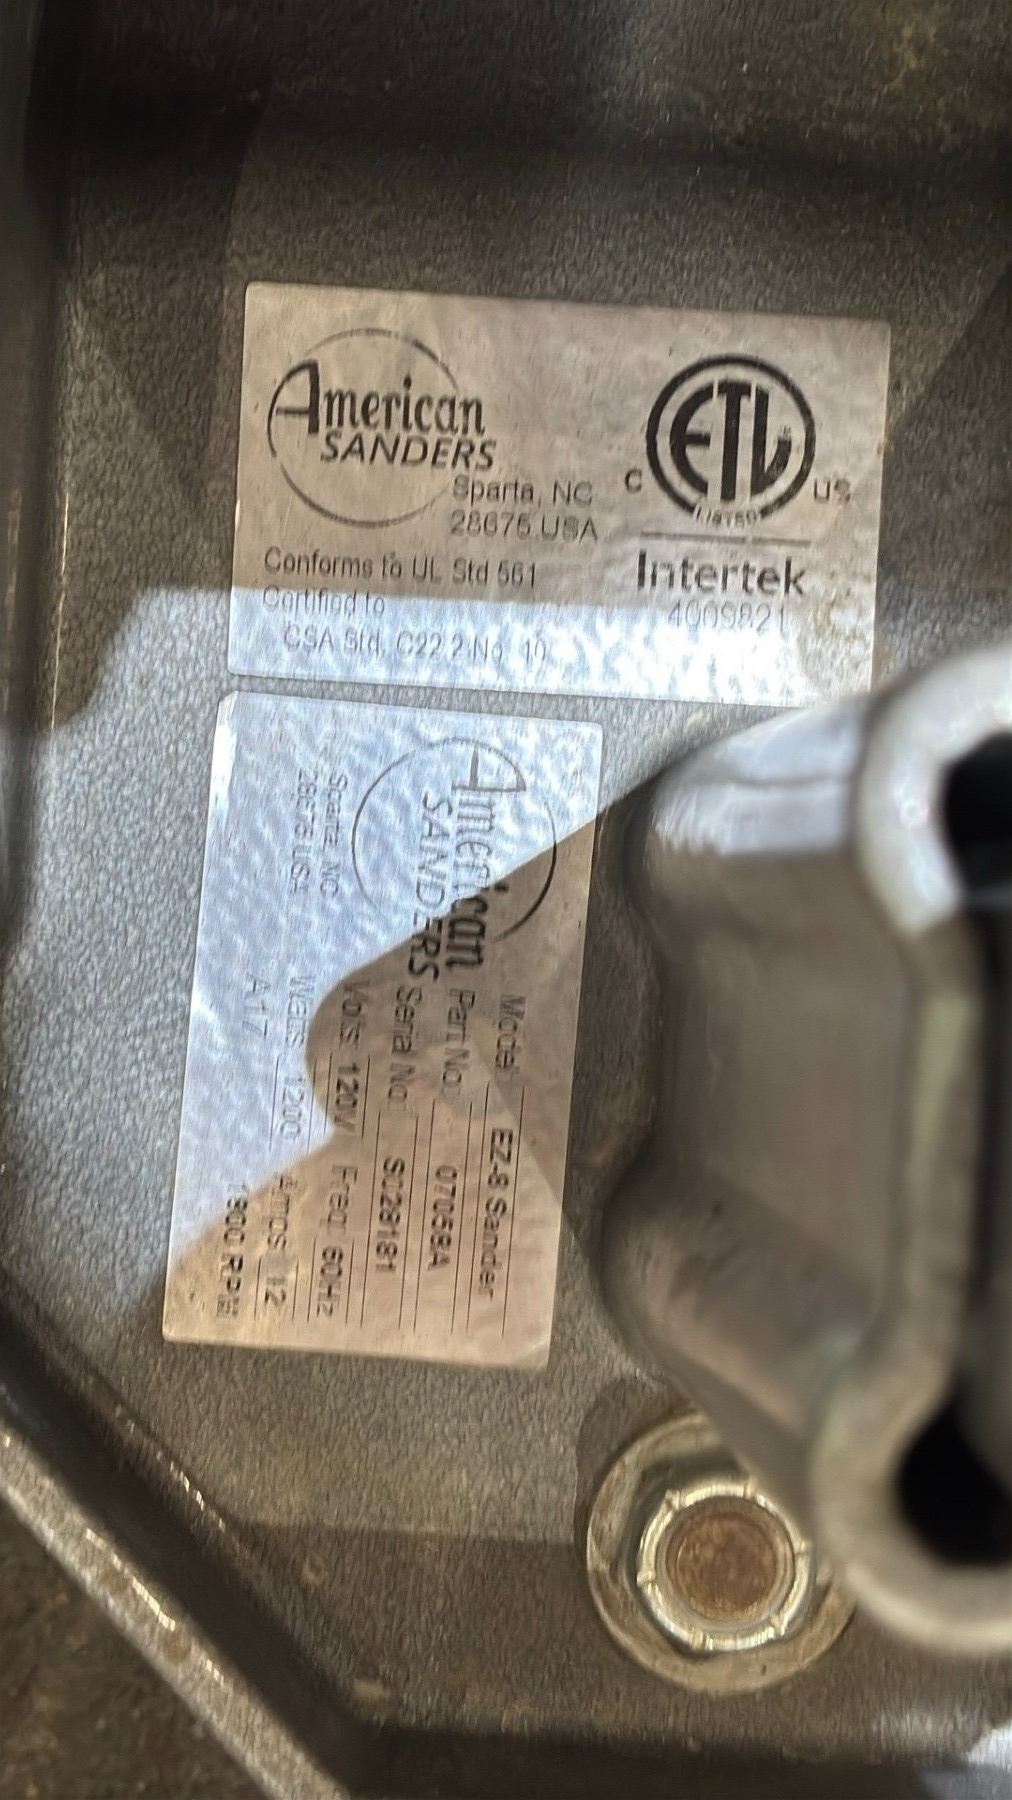 American
SANDERS
Sparta, NC
28675 USA
Conforms to UL Std 561
Certified to
CSA Std. C22.2 No. 10
C ETL US
LISTED
Intertek
4009821
American
SANDERS
Sparta, NC
28675 USA
Model EZ-8 Sander
Part No. 07058A
Serial No. S028181
Volts 120V Freq 60Hz
Watts 1200 Amps 12
A117 1800 RPM